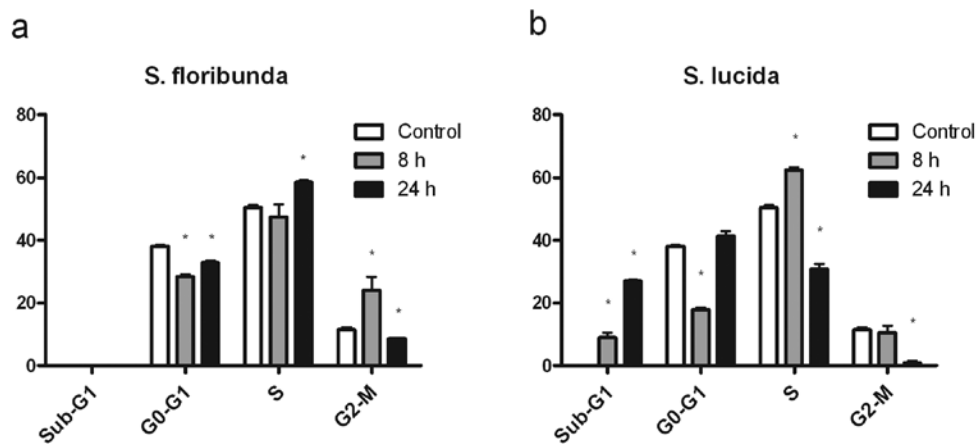 a
S. floribunda
80
60
40
20
0
Control
8 h
24 h
* * * * *
Sub-G1
G0-G1
S
G2-M
b
S. lucida
80
60
40
20
0
Control
8 h
24 h
* * * * * *
Sub-G1
G0-G1
S
G2-M